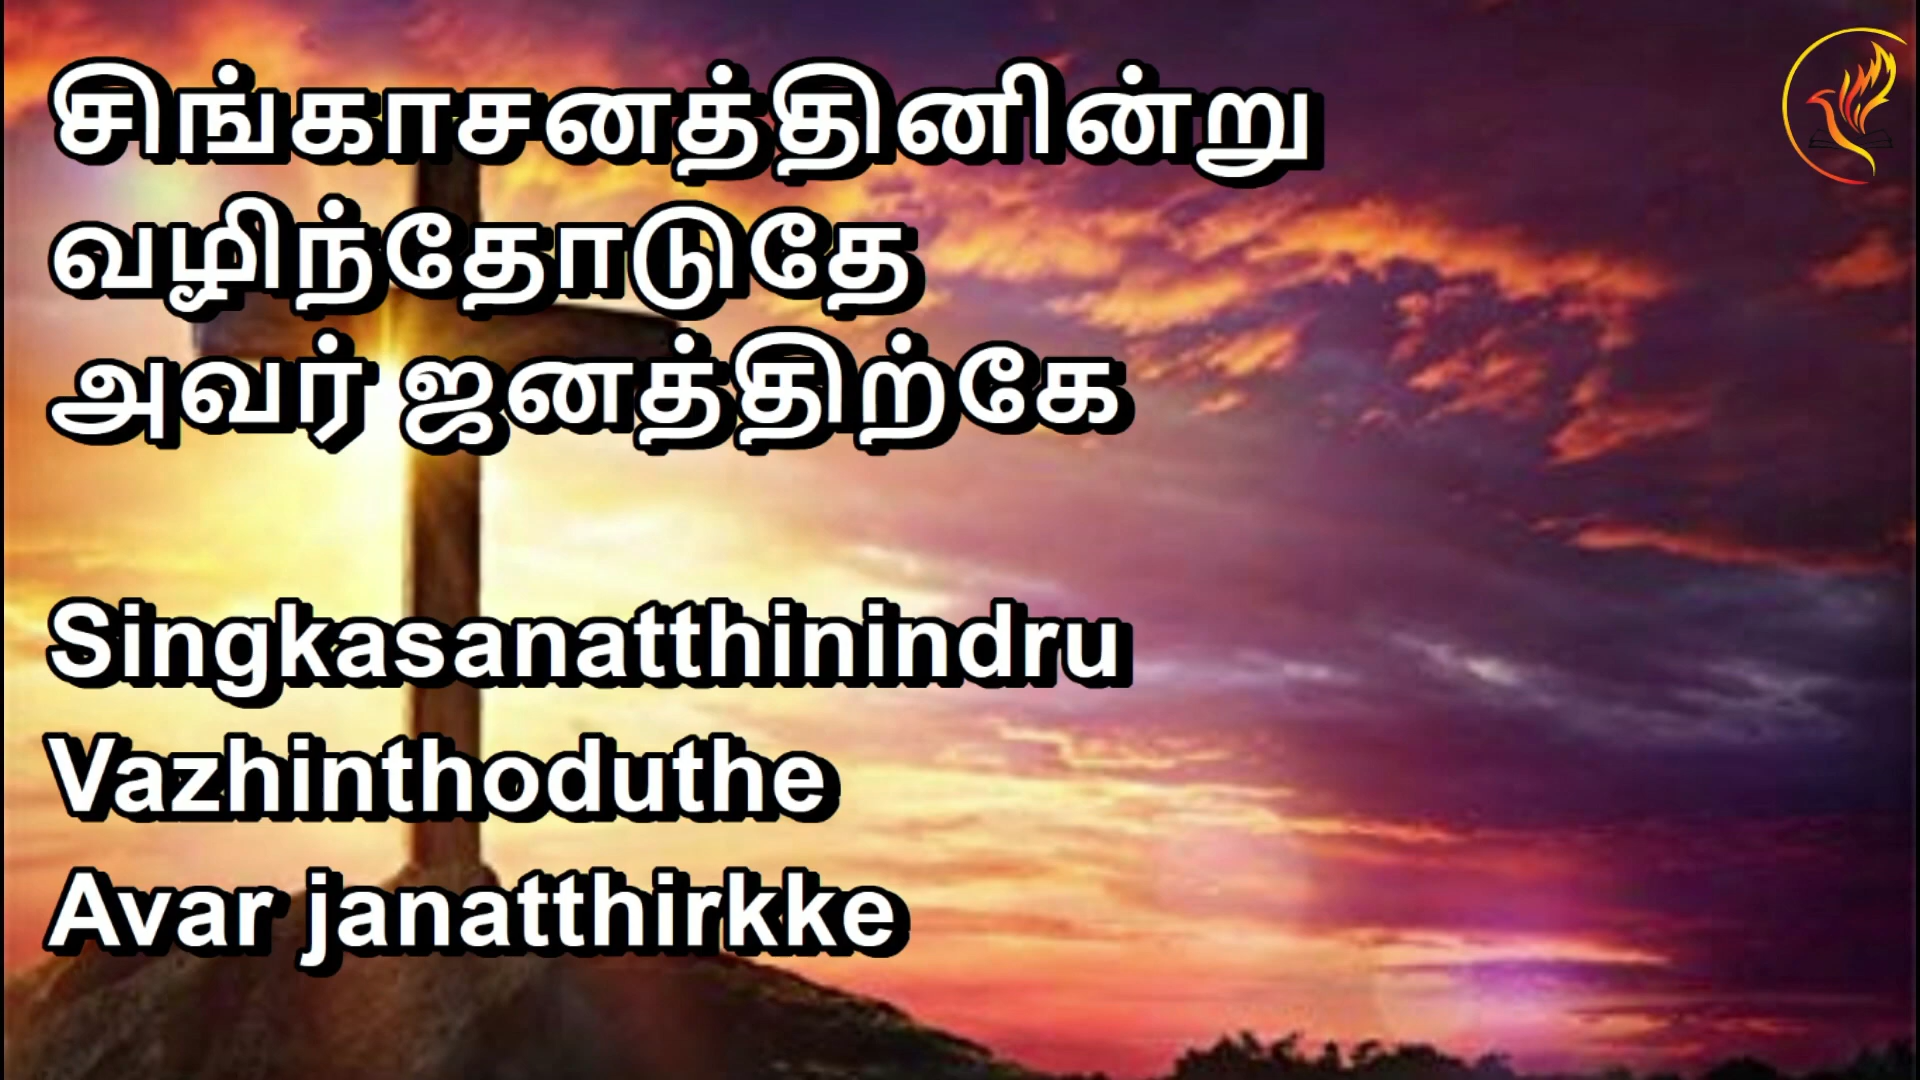 சிங்காசனத்தினின்று
வழிந்தோடுதே
அவர் ஜனத்திற்கே
Singkasanatthinindru
Vazhinthoduthe
Avar janatthirkke